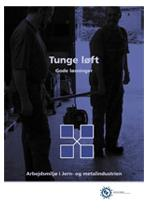 Tunge løft
Gode løsninger
Arbejdsmiljø i Jern- og metalindustrien